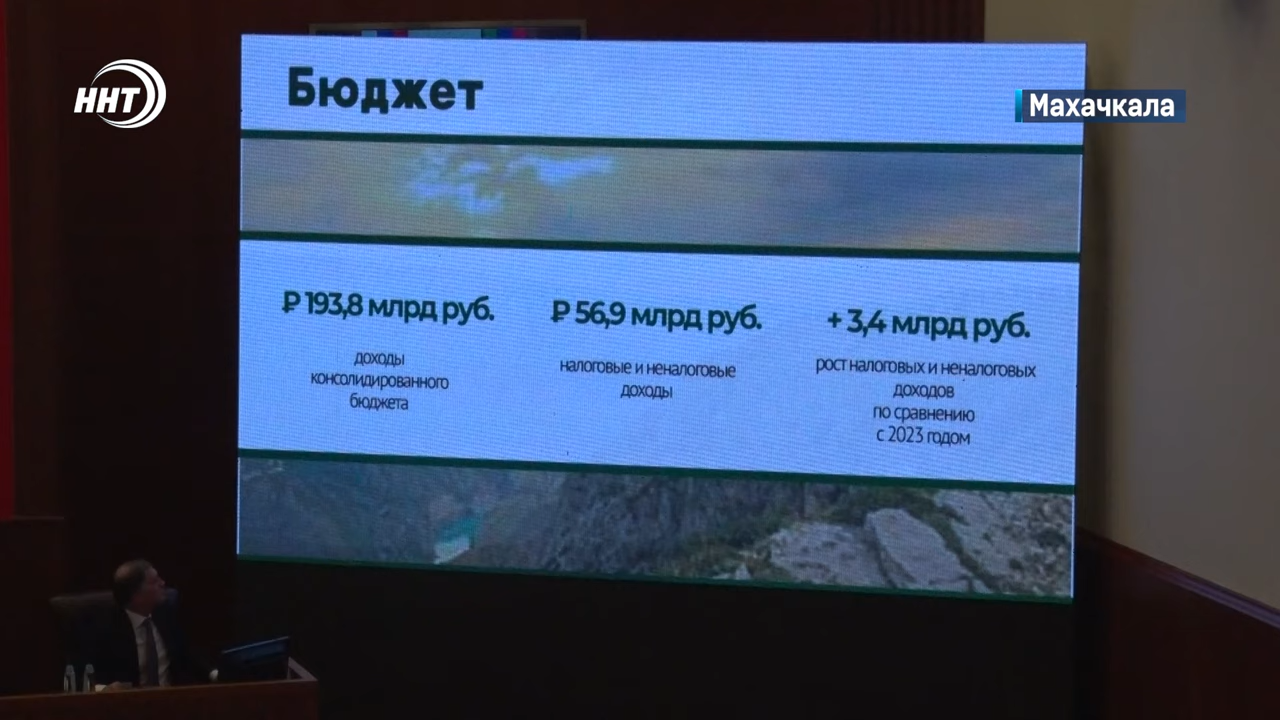 ННТ
Махачкала
Бюджет
₽ 193,8 млрд руб.
доходы
консолидированного
бюджета
₽ 56,9 млрд руб.
налоговые и неналоговые
доходы
+ 3,4 млрд руб.
рост налоговых и неналоговых
доходов
по сравнению
с 2023 годом